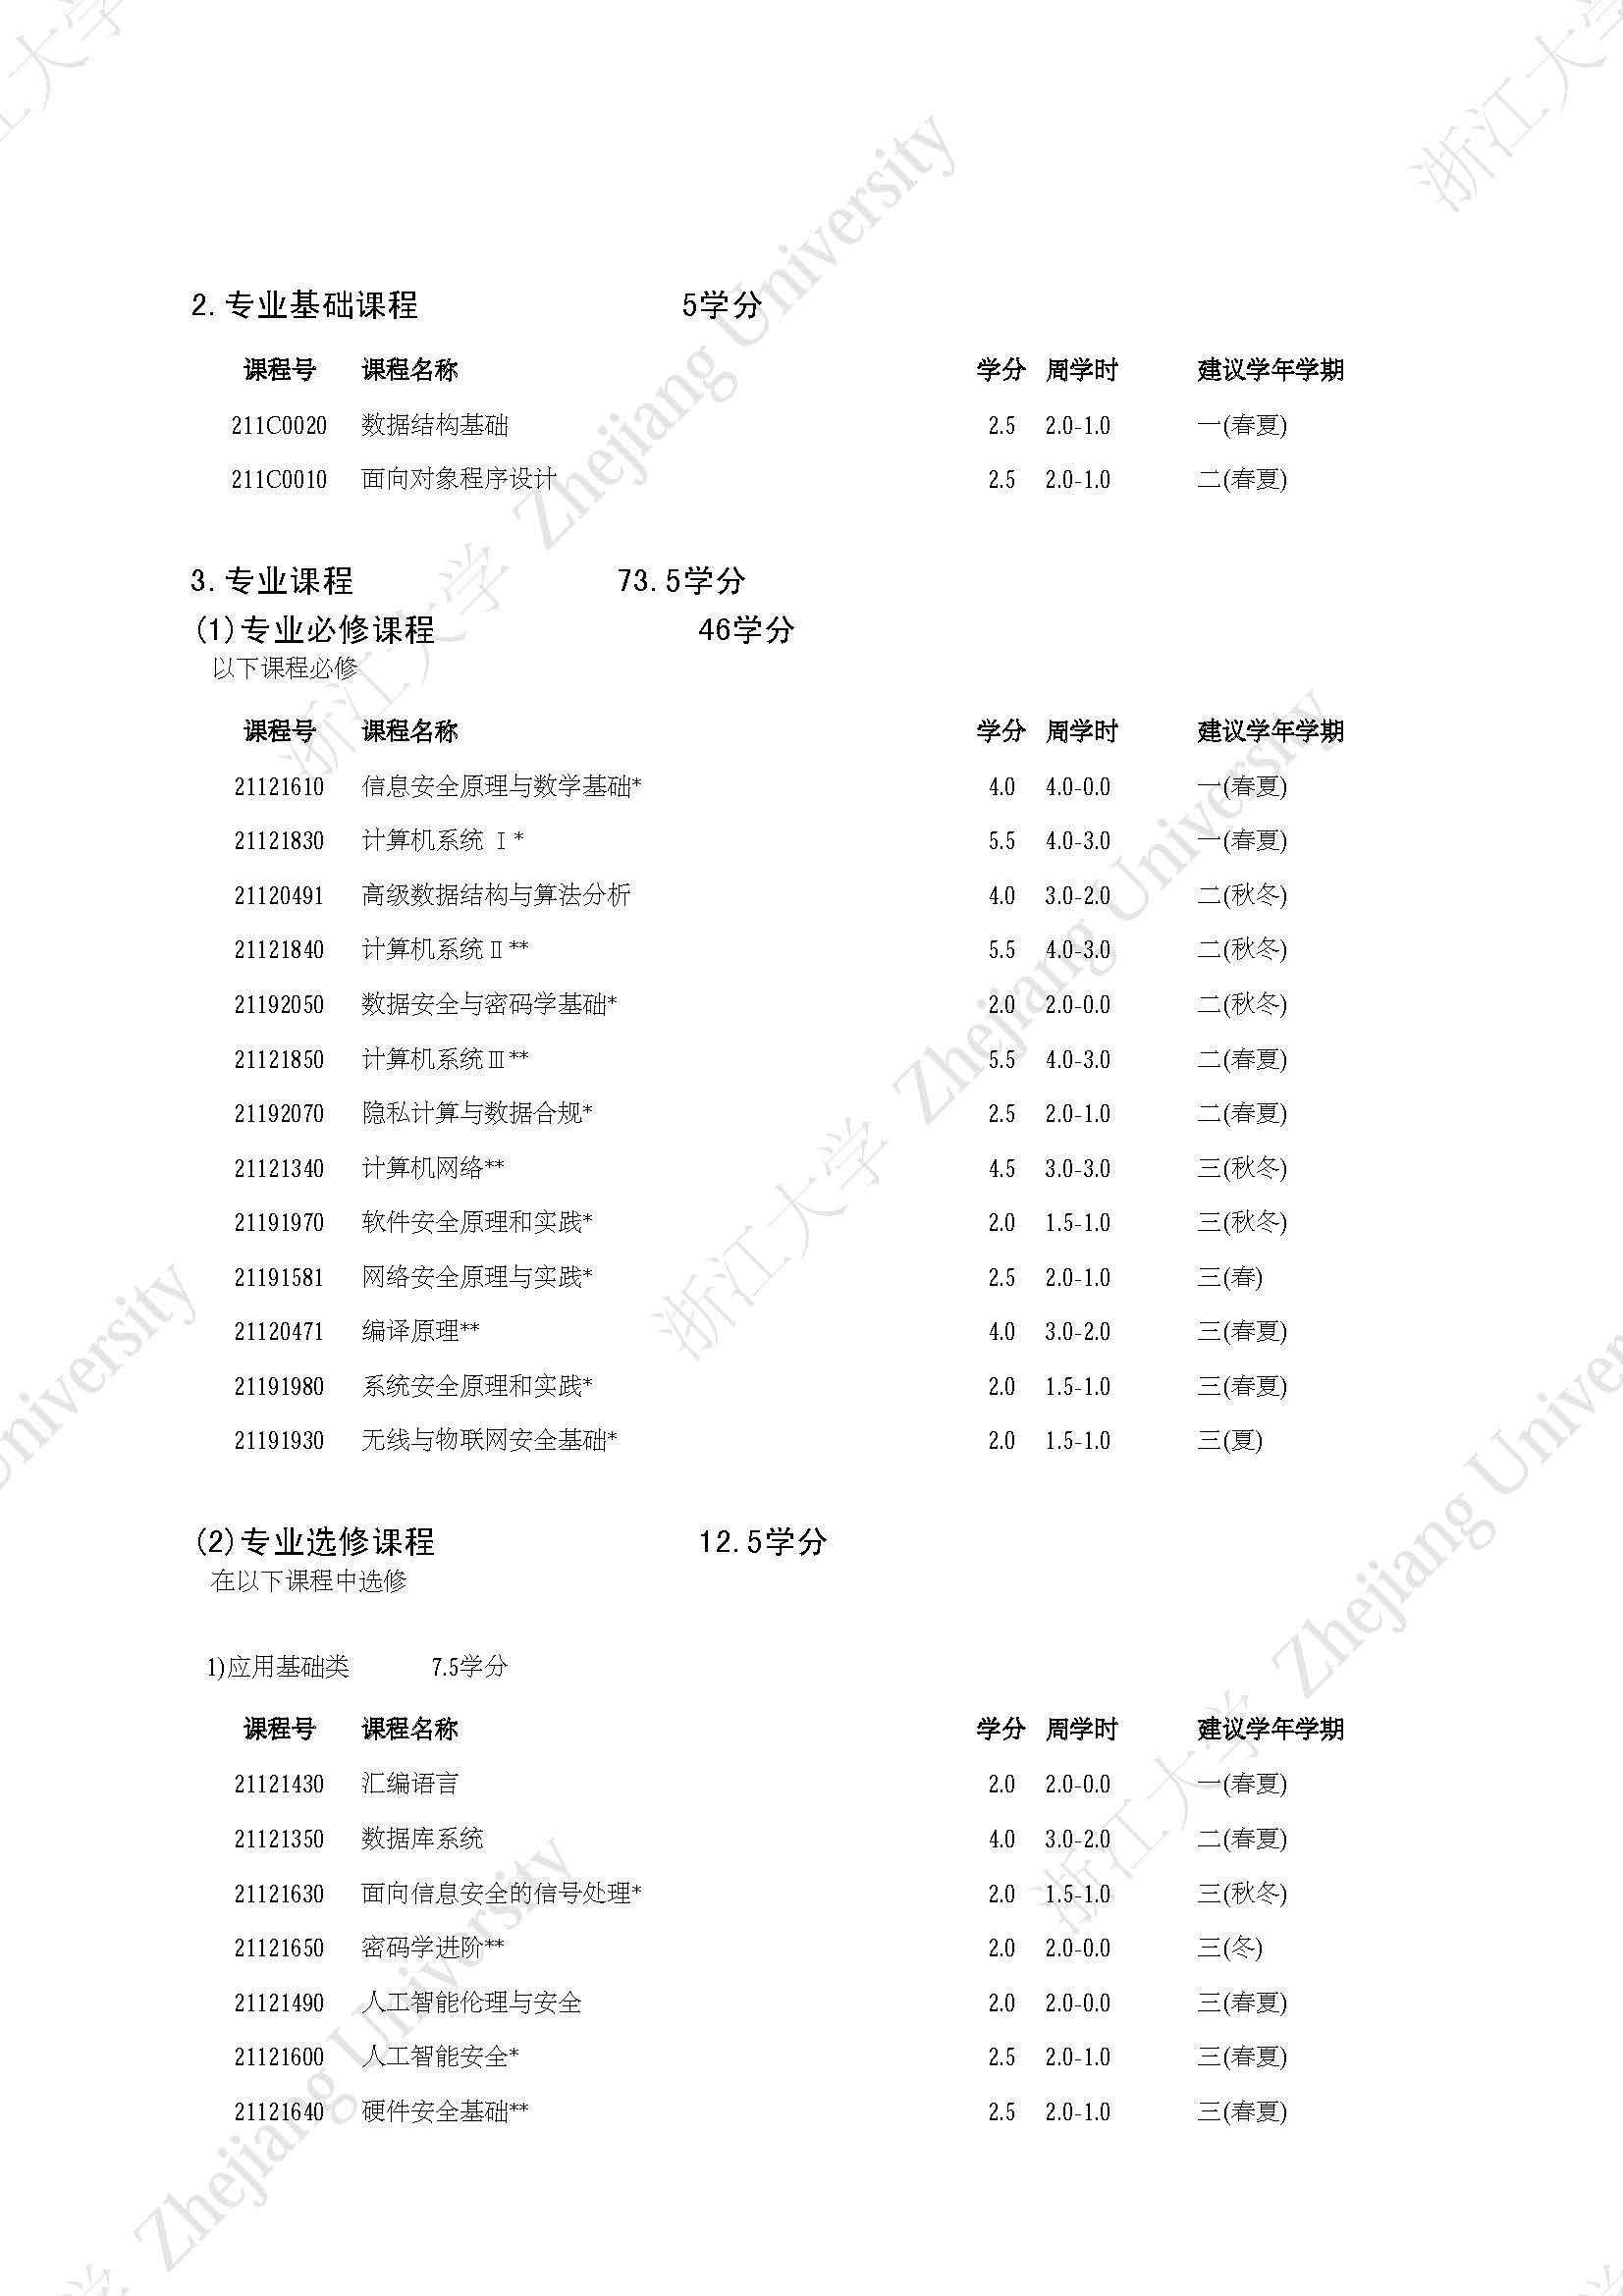 2.专业基础课程 5学分
课程号 课程名称 学分 周学时 建议学年学期
211C0020 数据结构基础 2.5 2.0-1.0 一(春夏)
211C0010 面向对象程序设计 2.5 2.0-1.0 二(春夏)
3.专业课程 73.5学分
(1)专业必修课程 46学分
以下课程必修
课程号 课程名称 学分 周学时 建议学年学期
21121610 信息安全原理与数学基础* 4.0 4.0-0.0 一(春夏)
21121830 计算机系统 Ⅰ* 5.5 4.0-3.0 一(春夏)
21120491 高级数据结构与算法分析 4.0 3.0-2.0 二(秋冬)
21121840 计算机系统Ⅱ** 5.5 4.0-3.0 二(秋冬)
21192050 数据安全与密码学基础* 2.0 2.0-0.0 二(秋冬)
21121850 计算机系统Ⅲ** 5.5 4.0-3.0 二(春夏)
21192070 隐私计算与数据合规* 2.5 2.0-1.0 二(春夏)
21121340 计算机网络** 4.5 3.0-3.0 三(秋冬)
21191970 软件安全原理和实践* 2.0 1.5-1.0 三(秋冬)
21191581 网络安全原理与实践* 2.5 2.0-1.0 三(春)
21120471 编译原理** 4.0 3.0-2.0 三(春夏)
21191980 系统安全原理和实践* 2.0 1.5-1.0 三(春夏)
21191930 无线与物联网安全基础* 2.0 1.5-1.0 三(夏)
(2)专业选修课程 12.5学分
在以下课程中选修
1)应用基础类 7.5学分
课程号 课程名称 学分 周学时 建议学年学期
21121430 汇编语言 2.0 2.0-0.0 一(春夏)
21121350 数据库系统 4.0 3.0-2.0 二(春夏)
21121630 面向信息安全的信号处理* 2.0 1.5-1.0 三(秋冬)
21121650 密码学进阶** 2.0 2.0-0.0 三(冬)
21121490 人工智能伦理与安全 2.0 2.0-0.0 三(春夏)
21121600 人工智能安全* 2.5 2.0-1.0 三(春夏)
21121640 硬件安全基础** 2.5 2.0-1.0 三(春夏)
浙江大学 Zhejiang University
浙江大学 Zhejiang University
浙江大学 Zhejiang University